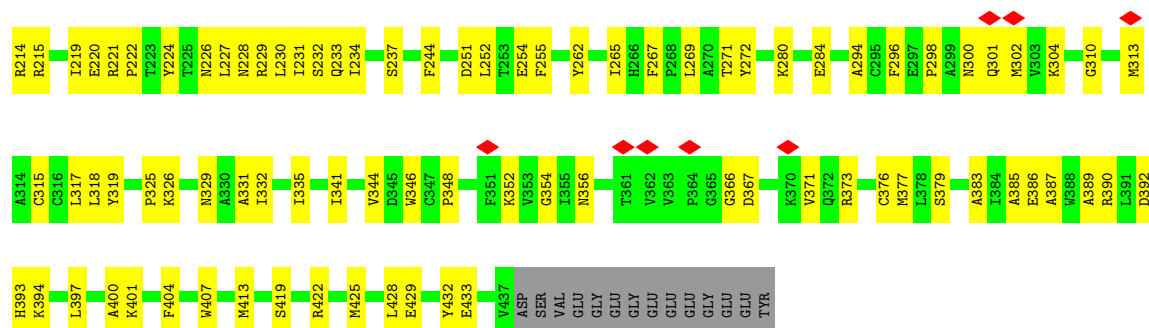 R214 R215 I219 E220 R221 P222 T223 Y224 T225 N226 L227 N228 R229 L230 I231 S232 Q233 I234 S237 F244 D251 L252 T253 E254 F255 Y262 I265 H266 F267 P268 L269 A270 T271 Y272 K280 E284 A294 C295 F296 E297 P298 A299 N300 Q301 M302 V303 K304 G310 M313
A314 C315 C316 L317 L318 Y319 P325 K326 N329 A330 A331 I332 I335 I341 V344 D345 W346 C347 P348 F351 K352 V353 G354 I355 N356 T361 V362 V363 P364 G365 G366 D367 K370 V371 Q372 R373 C376 M377 L378 S379 A383 I384 A385 E386 A387 W388 A389 R390 L391 D392
H393 K394 L397 A400 K401 F404 W407 M413 S419 R422 M425 L428 E429 Y432 E433 V437 ASP SER VAL GLU GLY GLU GLY GLU GLU GLU GLY GLU GLU TYR